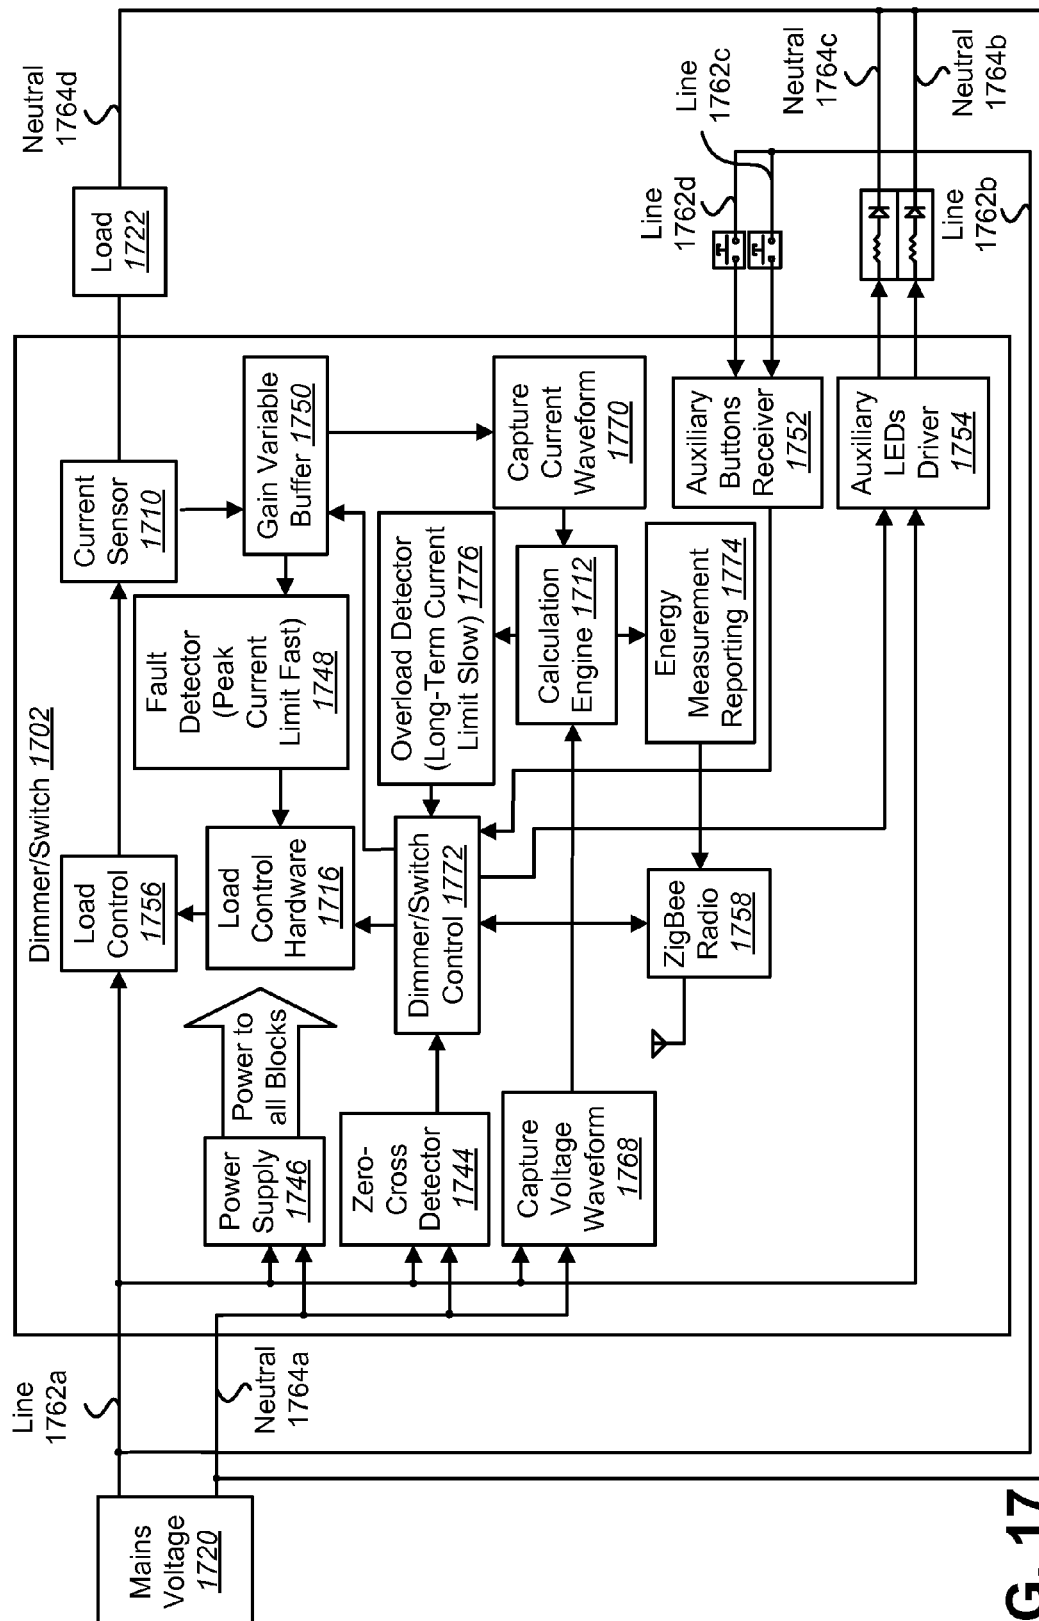 Mains
Voltage
1720
Line
1762a
Neutral
1764a
Dimmer/Switch 1702
Load
Control
1756
Current
Sensor
1710
Load
1722
Neutral
1764d
Power
Supply
1746
Power to
all Blocks
Load
Control
Hardware
1716
Fault
Detector
(Peak
Current
Limit Fast)
1748
Gain Variable
Buffer 1750
Zero-
Cross
Detector
1744
Dimmer/Switch
Control 1772
Overload Detector
(Long-Term Current
Limit Slow) 1776
Capture
Current
Waveform
1770
Capture
Voltage
Waveform
1768
Calculation
Engine 1712
ZigBee
Radio
1758
Energy
Measurement
Reporting 1774
Auxiliary
Buttons
Receiver
1752
Line
1762d
Line
1762c
Auxiliary
LEDs
Driver
1754
Neutral
1764c
Neutral
1764b
Line
1762b
G. 17